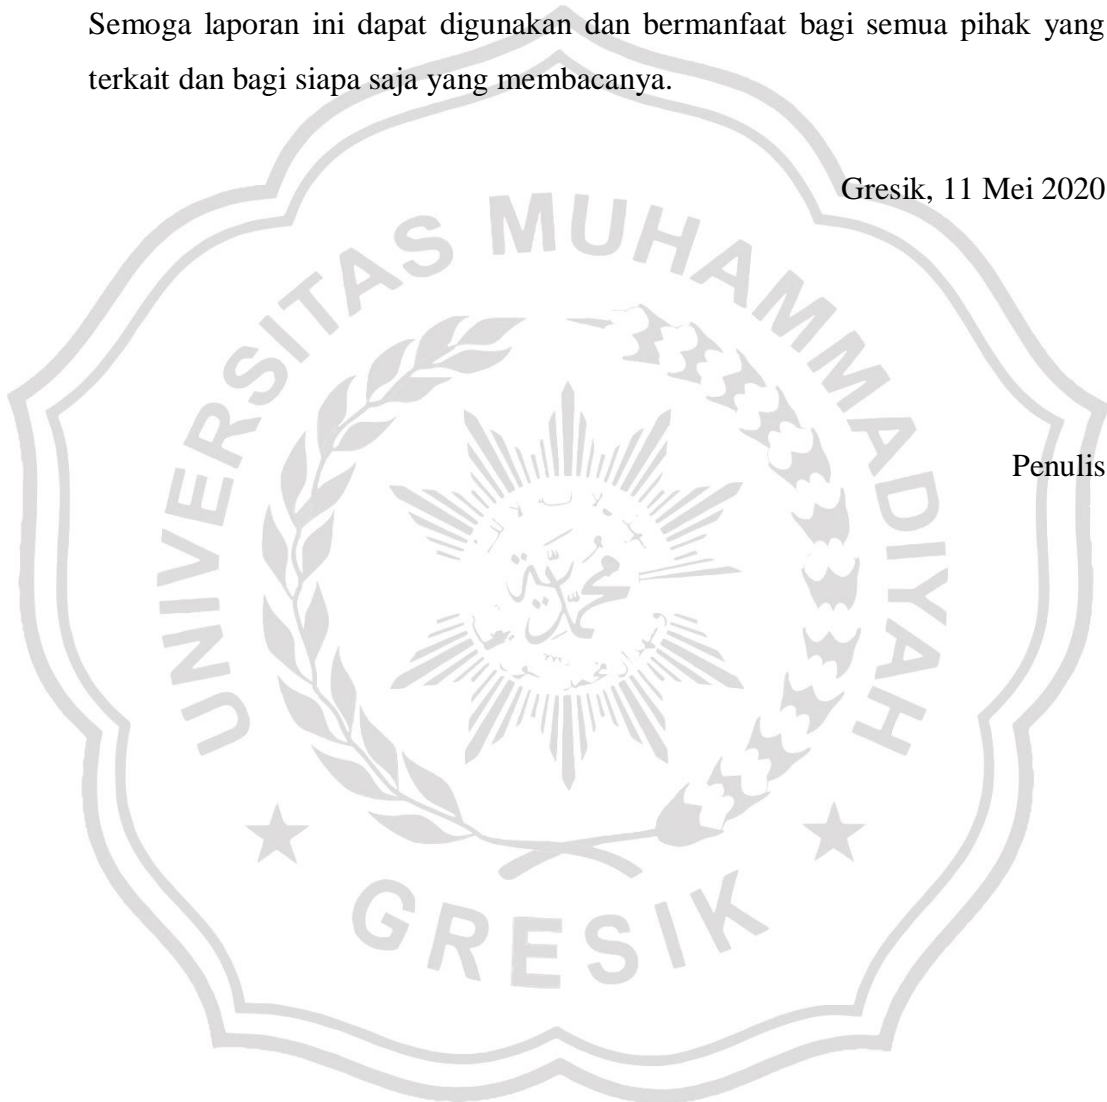 Semoga laporan ini dapat digunakan dan bermanfaat bagi semua pihak yang
terkait dan bagi siapa saja yang membacanya.
Gresik, 11 Mei 2020
Penulis
UNIVERSITAS MUHAMMADIYAH
محمدية
GRESIK